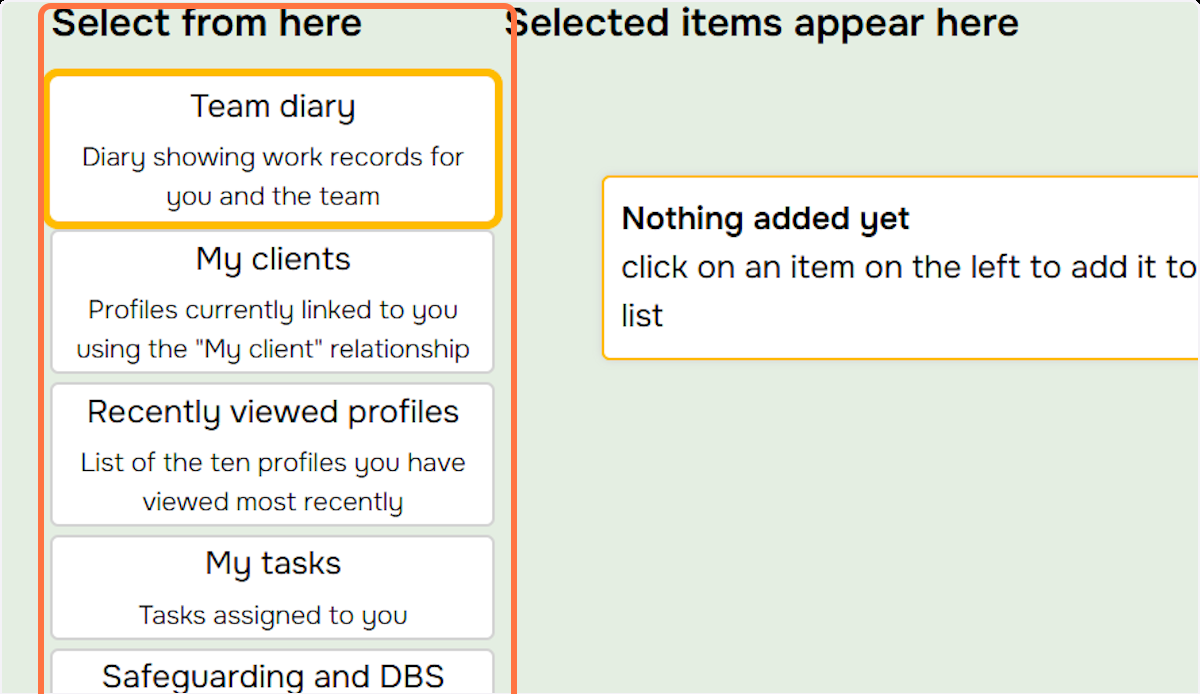 Select from here
Selected items appear here
Team diary
Diary showing work records for
you and the team
My clients
Profiles currently linked to you
using the "My client" relationship
Recently viewed profiles
List of the ten profiles you have
viewed most recently
My tasks
Tasks assigned to you
Safeguarding and DBS
Nothing added yet
click on an item on the left to add it to
list